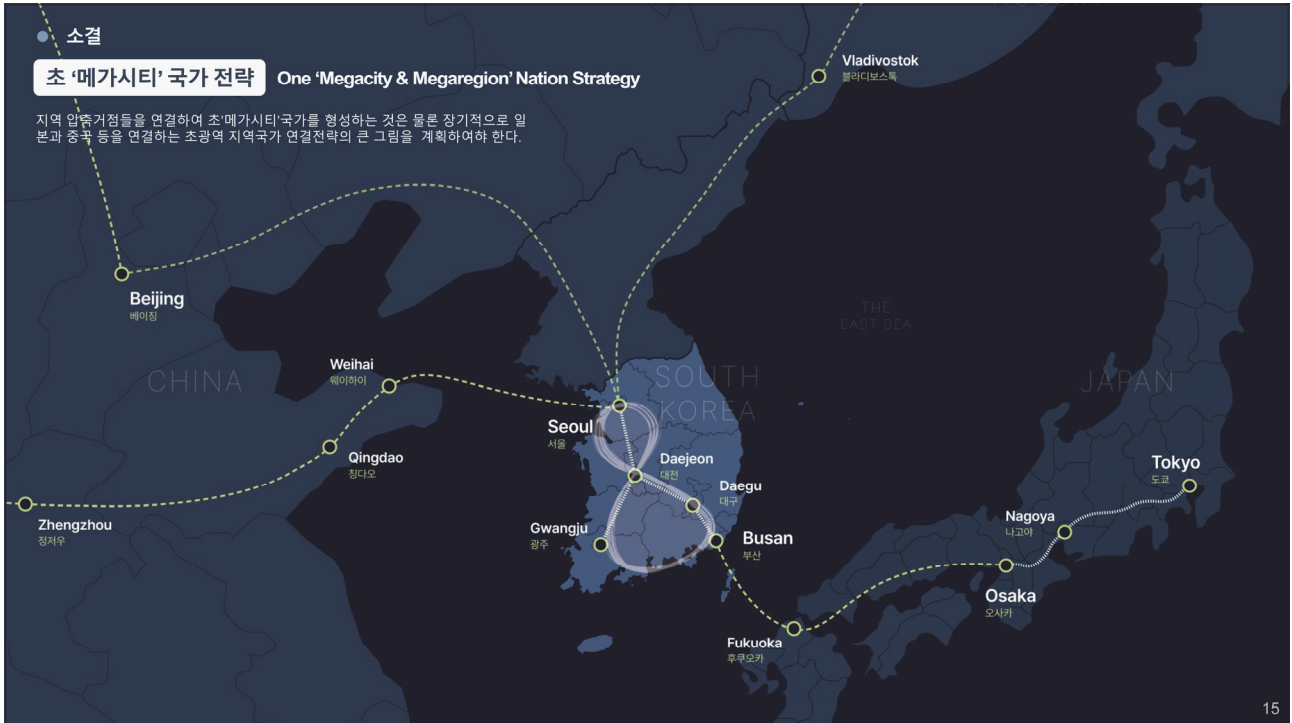 소결
초 ‘메가시티’ 국가 전략
One ‘Megacity & Megaregion’ Nation Strategy
지역 압축거점들을 연결하여 초‘메가시티’국가를 형성하는 것은 물론 장기적으로 일
본과 중국 등을 연결하는 초광역 지역국가 연결전략의 큰 그림을 계획하여햐 한다.
Vladivostok
블라디보스톡
Beijing
베이징
THE
EAST SEA
Weihai
웨이하이
CHINA
SOUTH
KOREA
JAPAN
Seoul
서울
Qingdao
칭다오
Daejeon
대전
Tokyo
도쿄
Daegu
대구
Zhengzhou
정저우
Gwangju
광주
Busan
부산
Nagoya
나고야
Osaka
오사카
Fukuoka
후쿠오카
15